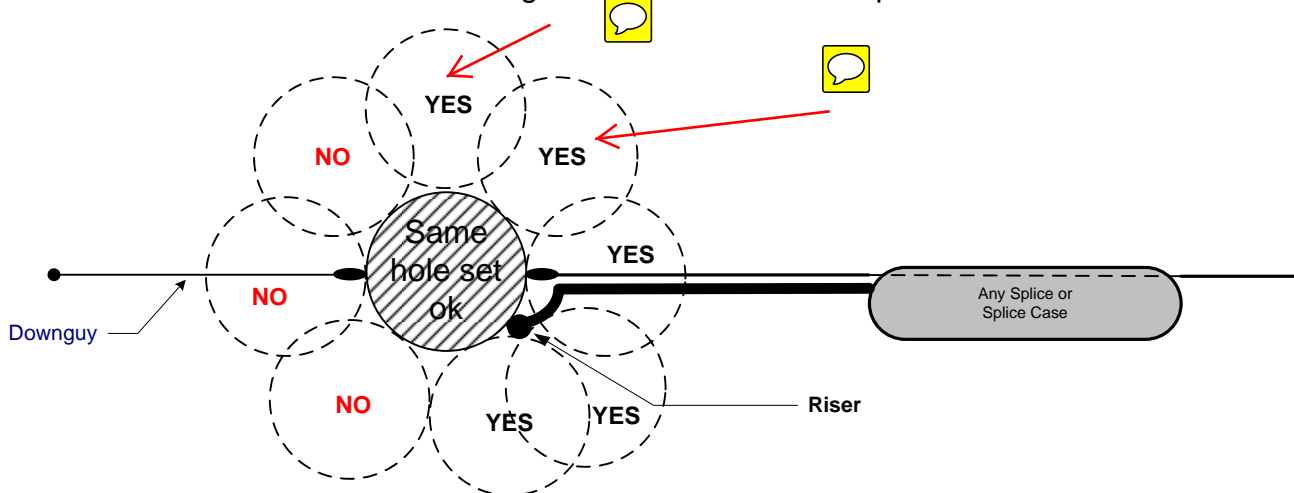 YES
NO
YES
Same
hole set
ok
YES
NO
Any Splice or
Splice Case
Downguy
NO
YES
YES
Riser